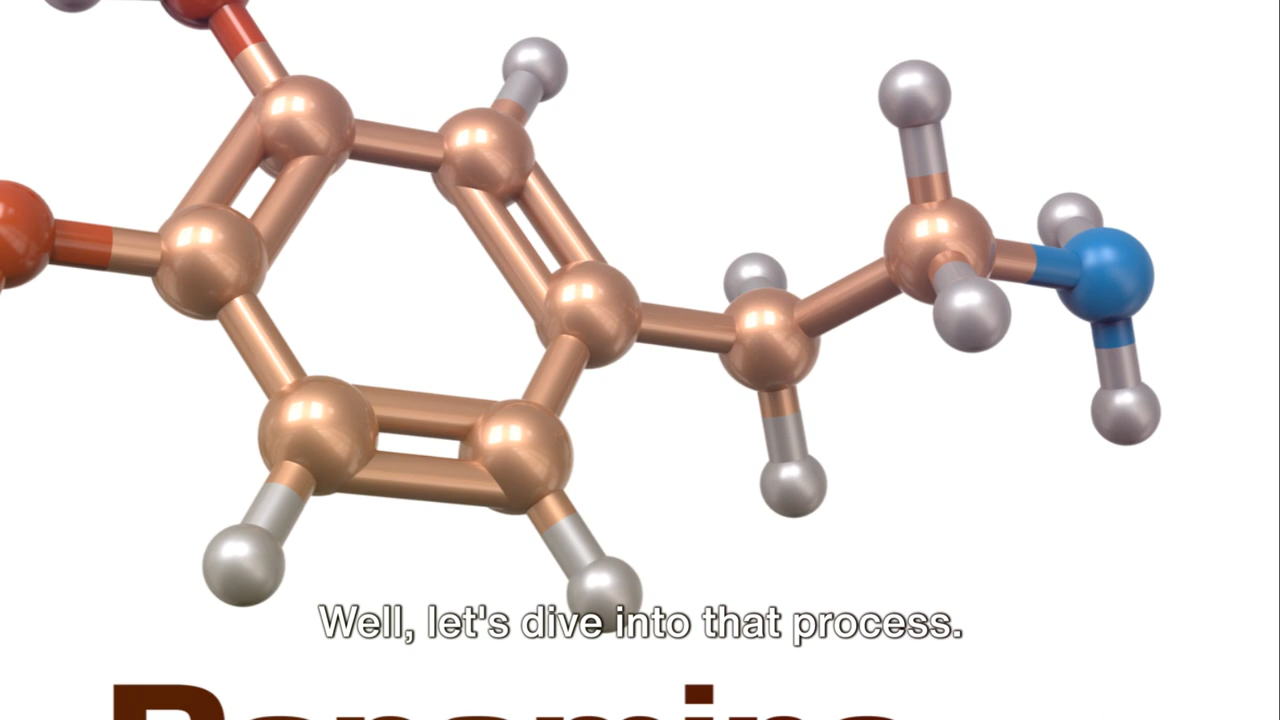 Well, let's dive into that process.